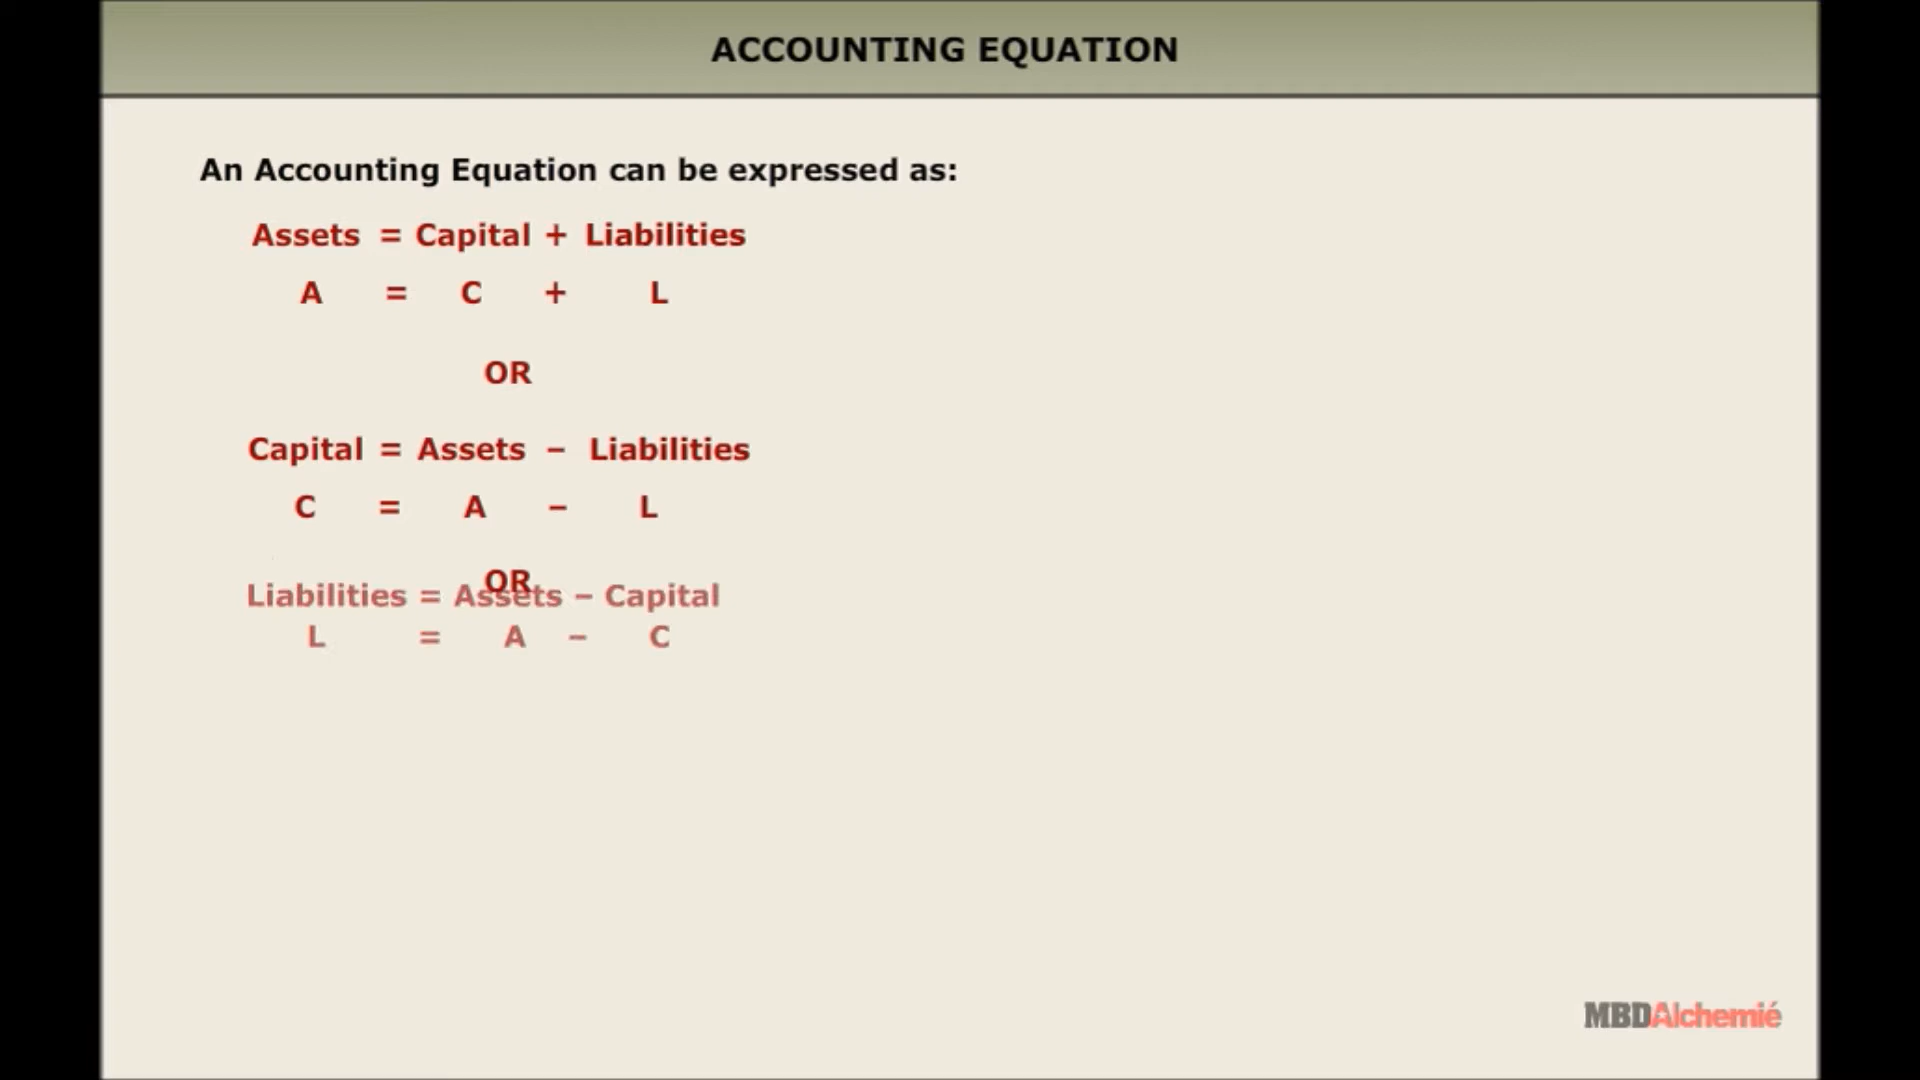 ACCOUNTING EQUATION
An Accounting Equation can be expressed as:
Assets = Capital + Liabilities
A = C + L
OR
Capital = Assets – Liabilities
C = A – L
OR
Liabilities = Assets – Capital
L = A – C
MBDAlchemié